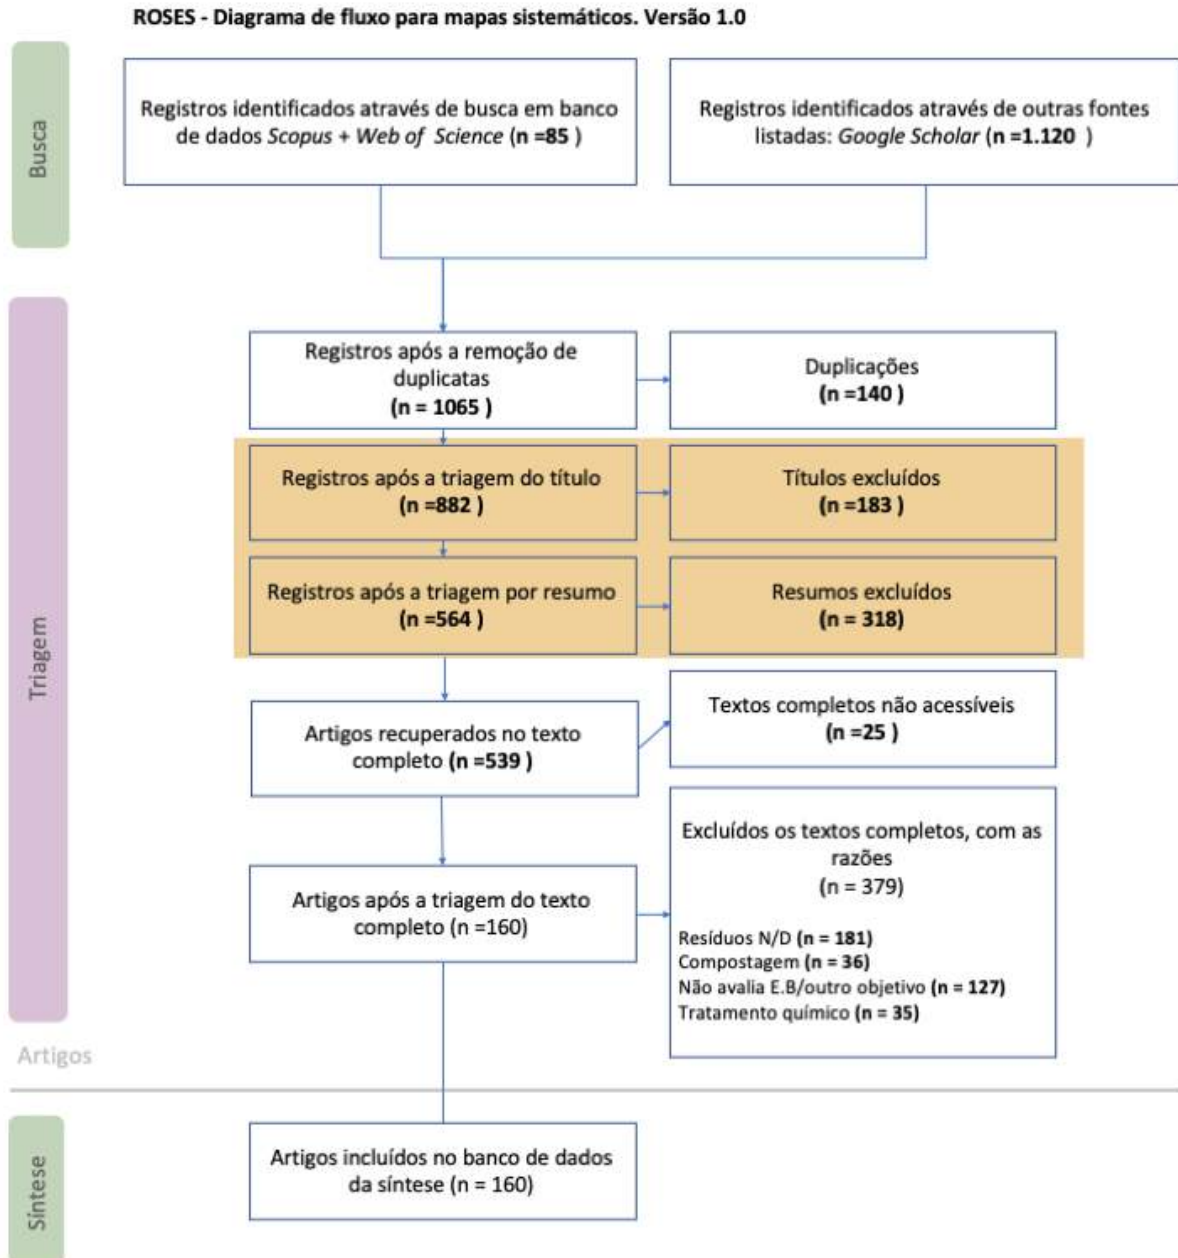 ROSES - Diagrama de fluxo para mapas sistemáticos. Versão 1.0
Busca
Registros identificados através de busca em banco
de dados Scopus + Web of Science (n =85 )
Registros identificados através de outras fontes
listadas: Google Scholar (n =1.120 )
Triagem
Registros após a remoção de
duplicatas
(n = 1065 )
Duplicações
(n =140 )
Registros após a triagem do título
(n =882 )
Títulos excluídos
(n =183 )
Registros após a triagem por resumo
(n =564 )
Resumos excluídos
(n = 318)
Artigos recuperados no texto
completo (n =539 )
Textos completos não acessíveis
(n =25 )
Artigos após a triagem do texto
completo (n =160)
Excluídos os textos completos, com as
razões
(n = 379)
Resíduos N/D (n = 181)
Compostagem (n = 36)
Não avalia E.B/outro objetivo (n = 127)
Tratamento químico (n = 35)
Artigos
Síntese
Artigos incluídos no banco de dados
da síntese (n = 160)